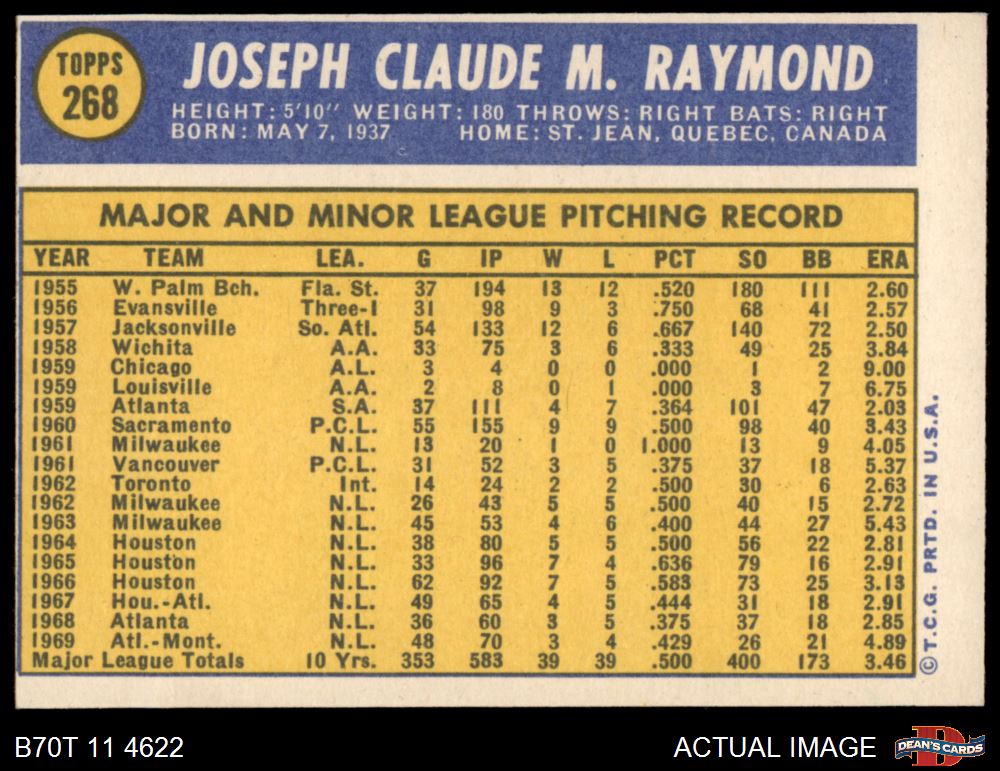 TOPPS
268
JOSEPH CLAUDE M. RAYMOND
HEIGHT: 5'10" WEIGHT: 180 THROWS: RIGHT BATS: RIGHT
BORN: MAY 7, 1937 HOME: ST. JEAN, QUEBEC, CANADA
MAJOR AND MINOR LEAGUE PITCHING RECORD
YEAR TEAM LEA. G IP W L PCT SO BB ERA
1955 W. Palm Bch. Fla. St. 37 194 13 12 .520 180 111 2.60
1956 Evansville Three-I 31 98 9 3 .750 68 41 2.57
1957 Jacksonville So. Atl. 54 133 12 6 .667 140 72 2.50
1958 Wichita A.A. 33 75 3 6 .333 49 25 3.84
1959 Chicago A.L. 3 4 0 0 .000 1 2 9.00
1959 Louisville A.A. 2 8 0 1 .000 3 7 6.75
1959 Atlanta S.A. 37 111 4 7 .364 101 47 2.03
1960 Sacramento P.C.L. 55 155 9 9 .500 98 40 3.43
1961 Milwaukee N.L. 13 20 1 0 1.000 13 9 4.05
1961 Vancouver P.C.L. 31 52 3 5 .375 37 18 5.37
1962 Toronto Int. 14 24 2 2 .500 30 6 2.63
1962 Milwaukee N.L. 26 43 5 5 .500 40 15 2.72
1963 Milwaukee N.L. 45 53 4 6 .400 44 27 5.43
1964 Houston N.L. 38 80 5 5 .500 56 22 2.81
1965 Houston N.L. 33 96 7 4 .636 79 16 2.91
1966 Houston N.L. 62 92 7 5 .583 73 25 3.13
1967 Hou.-Atl. N.L. 49 65 4 5 .444 31 18 2.91
1968 Atlanta N.L. 36 60 3 5 .375 37 18 2.85
1969 Atl.-Mont. N.L. 48 70 3 4 .429 26 21 4.89
Major League Totals 10 Yrs. 353 583 39 39 .500 400 173 3.46
© T.C.G. PRTD. IN U.S.A.
B70T 11 4622 ACTUAL IMAGE
D
DEAN'S CARDS